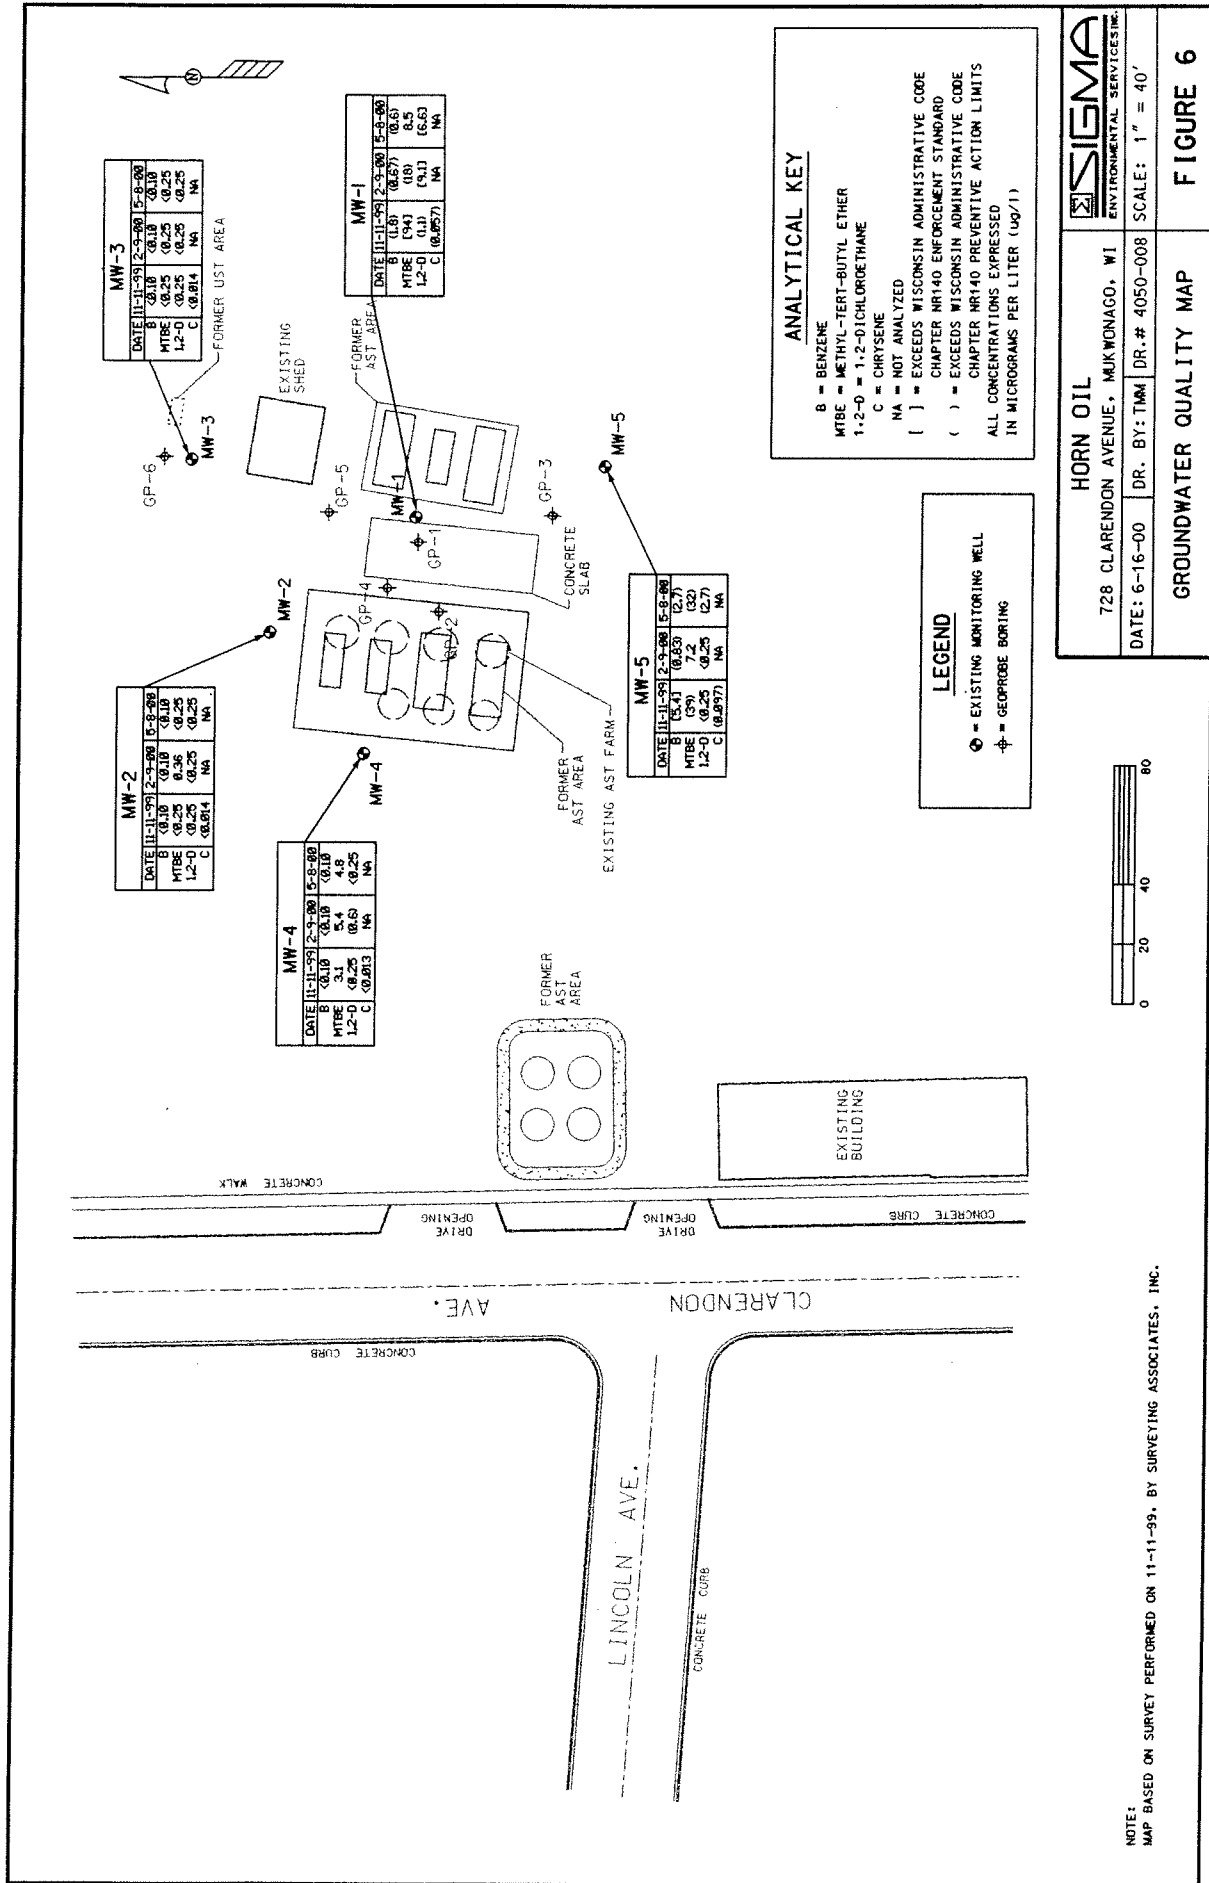 MW-3
DATE 11-11-99 2-9-00 5-8-00
B <0.10 <0.10 <0.10
MTBE <0.25 <0.25 <0.25
1,2-D <0.25 <0.25 <0.25
C <0.014 NA NA
FORMER UST AREA
GP-6
MW-3
MW-1
DATE 11-11-99 2-9-00 5-8-00
B (1.8) (0.67) (0.6)
MTBE [94] (18) 8.5
1,2-D (1.1) [9.1] [6.6]
C (0.057) NA NA
EXISTING
SHED
FORMER
AST AREA
GP-5
MW-1
GP-1
GP-3
MW-5
CONCRETE
SLAB
MW-2
GP-4
GP-2
MW-2
DATE 11-11-99 2-9-00 5-8-00
B <0.10 <0.10 <0.10
MTBE <0.25 0.36 <0.25
1,2-D <0.25 <0.25 <0.25
C <0.014 NA NA
MW-4
MW-4
DATE 11-11-99 2-9-00 5-8-00
B <0.10 <0.10 <0.10
MTBE 3.1 5.4 4.8
1,2-D <0.25 (0.6) <0.25
C <0.013 NA NA
MW-5
DATE 11-11-99 2-9-00 5-8-00
B [5.4] (0.83) (2.7)
MTBE (39) 7.2 (32)
1,2-D <0.25 <0.25 (2.7)
C (0.097) NA NA
FORMER
AST AREA
EXISTING AST FARM
FORMER
AST
AREA
EXISTING
BUILDING
CONCRETE WALK
DRIVE
OPENING
DRIVE
OPENING
CONCRETE CURB
CLARENDON
AVE.
CONCRETE CURB
LINCOLN AVE.
CONCRETE CURB
ANALYTICAL KEY
B = BENZENE
MTBE = METHYL-TERT-BUTYL ETHER
1,2-D = 1,2-DICHLOROETHANE
C = CHRYSENE
NA = NOT ANALYZED
[ ] = EXCEEDS WISCONSIN ADMINISTRATIVE CODE
CHAPTER NR140 ENFORCEMENT STANDARD
( ) = EXCEEDS WISCONSIN ADMINISTRATIVE CODE
CHAPTER NR140 PREVENTIVE ACTION LIMITS
ALL CONCENTRATIONS EXPRESSED
IN MICROGRAMS PER LITER (ug/l)
LEGEND
= EXISTING MONITORING WELL
= GEOPROBE BORING
0 20 40 80
N
NOTE:
MAP BASED ON SURVEY PERFORMED ON 11-11-99, BY SURVEYING ASSOCIATES, INC.
HORN OIL
728 CLARENDON AVENUE, MUKWONAGO, WI
SIGMA
ENVIRONMENTAL SERVICES INC.
DATE: 6-16-00 DR. BY: TMM DR.# 4050-008 SCALE: 1" = 40'
GROUNDWATER QUALITY MAP FIGURE 6